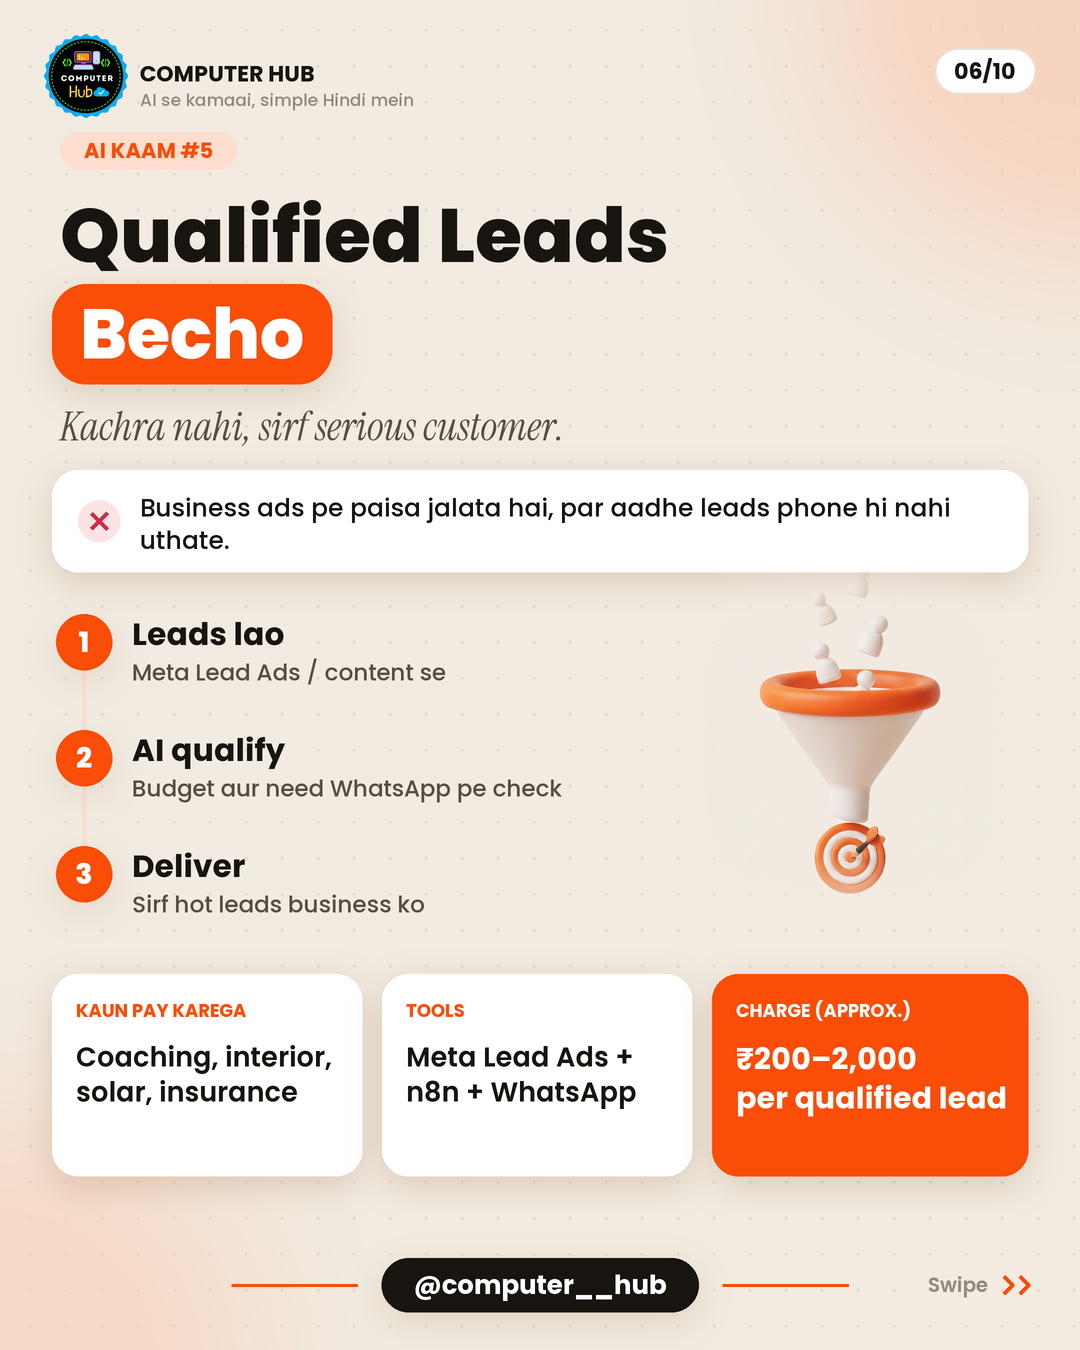 COMPUTER
Hub
COMPUTER HUB
AI se kamaai, simple Hindi mein
06/10
AI KAAM #5
Qualified Leads
Becho
Kachra nahi, sirf serious customer.
Business ads pe paisa jalata hai, par aadhe leads phone hi nahi
uthate.
1
Leads lao
Meta Lead Ads / content se
2
AI qualify
Budget aur need WhatsApp pe check
3
Deliver
Sirf hot leads business ko
KAUN PAY KAREGA
Coaching, interior,
solar, insurance
TOOLS
Meta Lead Ads +
n8n + WhatsApp
CHARGE (APPROX.)
₹200–2,000
per qualified lead
@computer__hub
Swipe